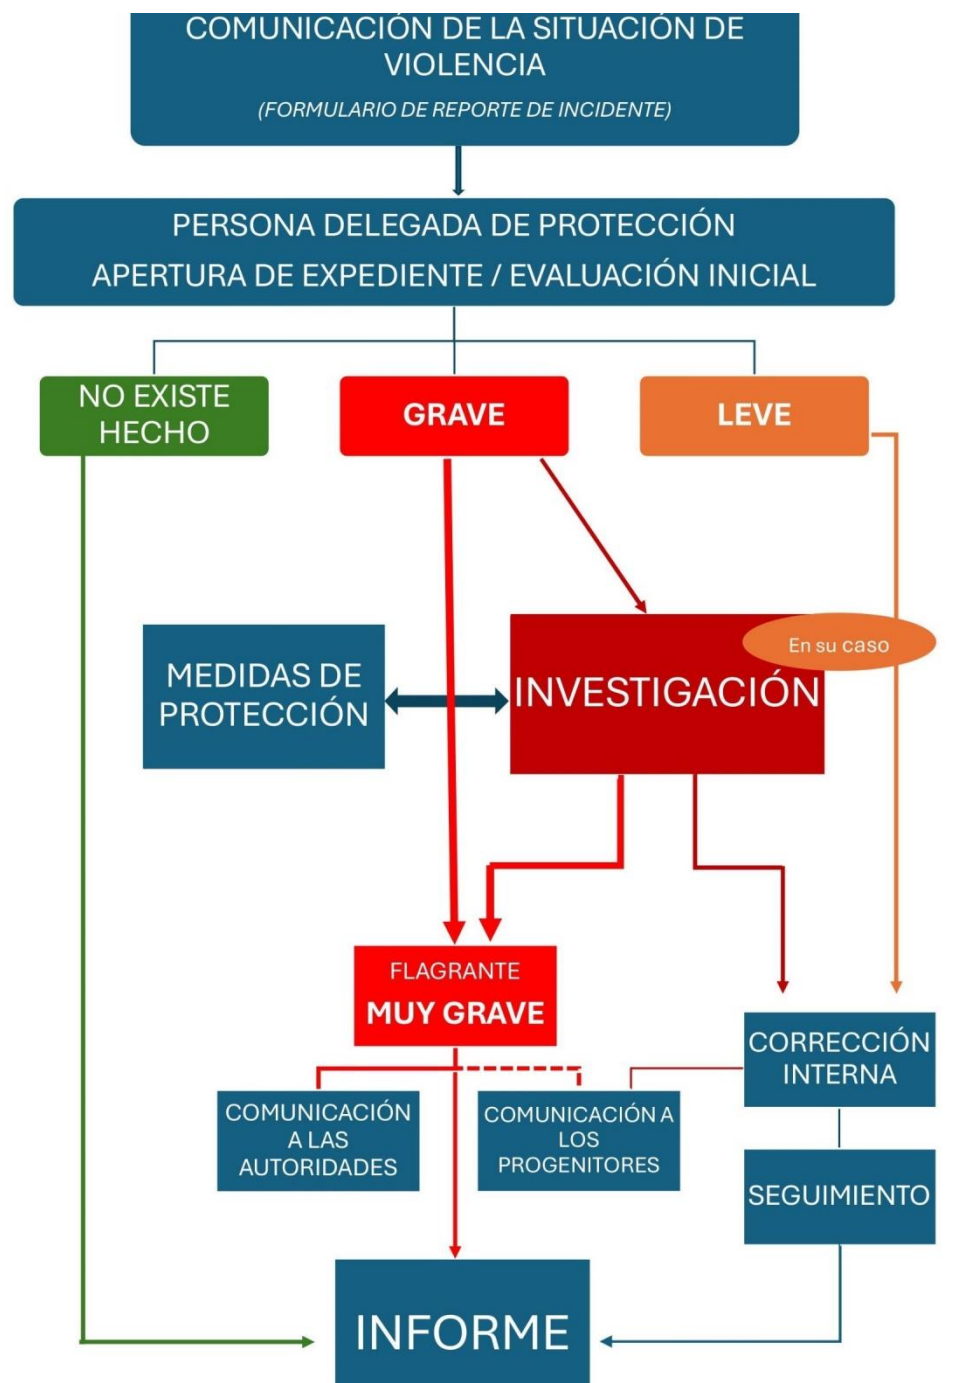 COMUNICACIÓN DE LA SITUACIÓN DE
VIOLENCIA
(FORMULARIO DE REPORTE DE INCIDENTE)
PERSONA DELEGADA DE PROTECCIÓN
APERTURA DE EXPEDIENTE / EVALUACIÓN INICIAL
NO EXISTE
HECHO
GRAVE
LEVE
En su caso
MEDIDAS DE
PROTECCIÓN
INVESTIGACIÓN
FLAGRANTE
MUY GRAVE
CORRECCIÓN
INTERNA
COMUNICACIÓN
A LAS
AUTORIDADES
COMUNICACIÓN A
LOS
PROGENITORES
SEGUIMIENTO
INFORME